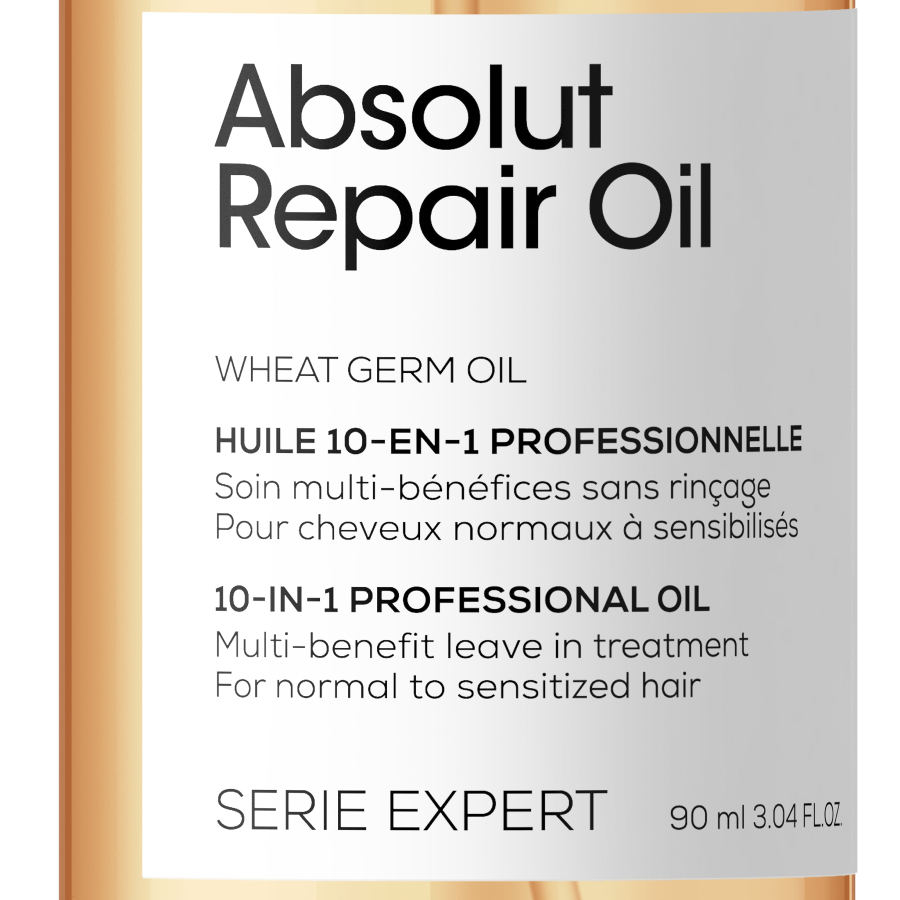 Absolut
Repair Oil
WHEAT GERM OIL
HUILE 10-EN-1 PROFESSIONNELLE
Soin multi-bénéfices sans rinçage
Pour cheveux normaux à sensibilisés
10-IN-1 PROFESSIONAL OIL
Multi-benefit leave in treatment
For normal to sensitized hair
SERIE EXPERT 90 ml 3.04 FL.OZ.